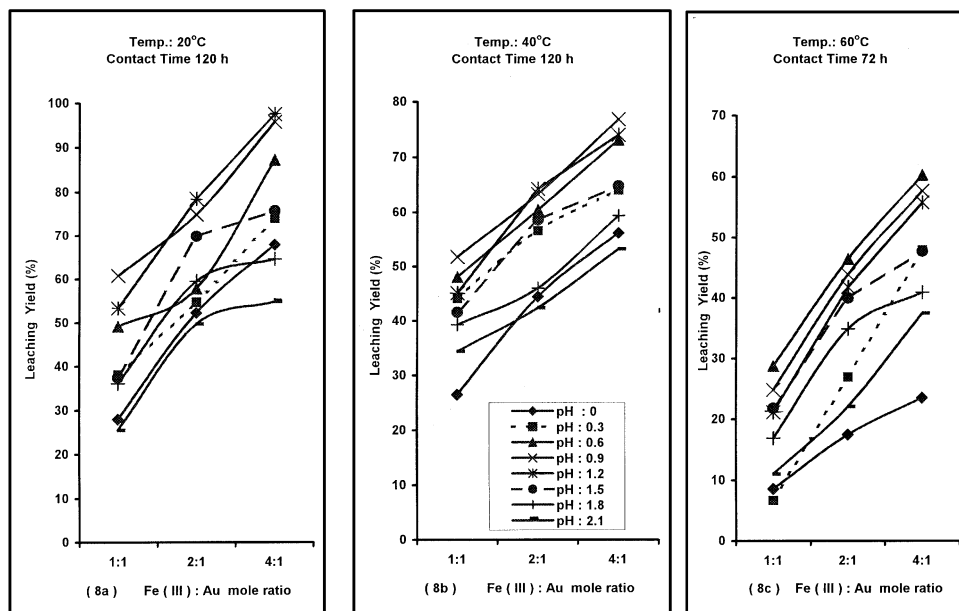 Temp.: 20°C
Contact Time 120 h
Leaching Yield (%)
100
90
80
70
60
50
40
30
20
10
0
1:1 2:1 4:1
( 8a ) Fe ( III ) : Au mole ratio
Temp.: 40°C
Contact Time 120 h
Leaching Yield (%)
80
70
60
50
40
30
20
10
0
pH : 0
pH : 0.3
pH : 0.6
pH : 0.9
pH : 1.2
pH : 1.5
pH : 1.8
pH : 2.1
1:1 2:1 4:1
( 8b ) Fe ( III ) : Au mole ratio
Temp.: 60°C
Contact Time 72 h
Leaching Yield (%)
70
60
50
40
30
20
10
0
1:1 2:1 4:1
( 8c ) Fe ( III ) : Au mole ratio